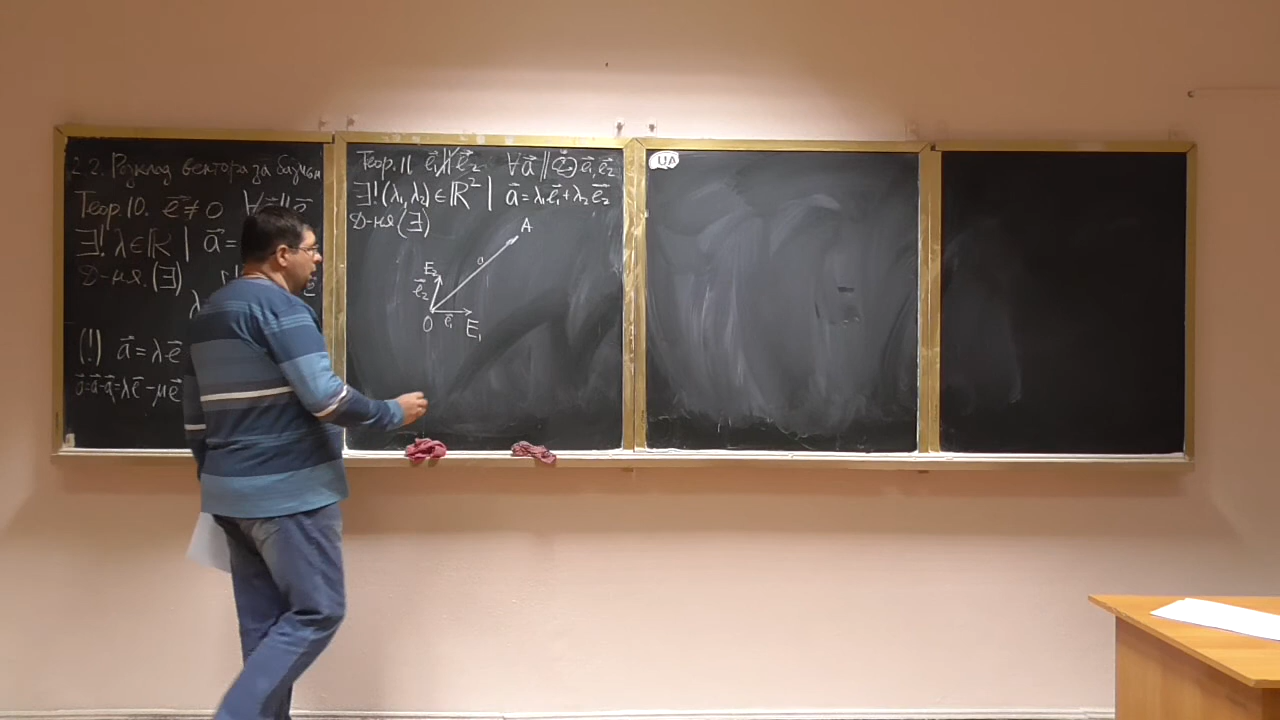 2.2. Розклад вектора за базисом
Теор.10. e⃗ ≠ 0 ∀a⃗ ∥ e⃗
∃! λ∈ℝ | a⃗ =
Д-ня. (∃)
(!) a⃗ = λe⃗
0⃗=a⃗-a⃗=λe⃗-μe⃗
Теор.11 e⃗₁∦e⃗₂ ∀a⃗ ∥ e⃗₁,e⃗₂
∃! (λ₁,λ₂)∈ℝ² | a⃗=λ₁e⃗₁+λ₂e⃗₂
Д-ня (∃)
A
a⃗
E₂
e⃗₂
O e⃗₁ E₁
UA